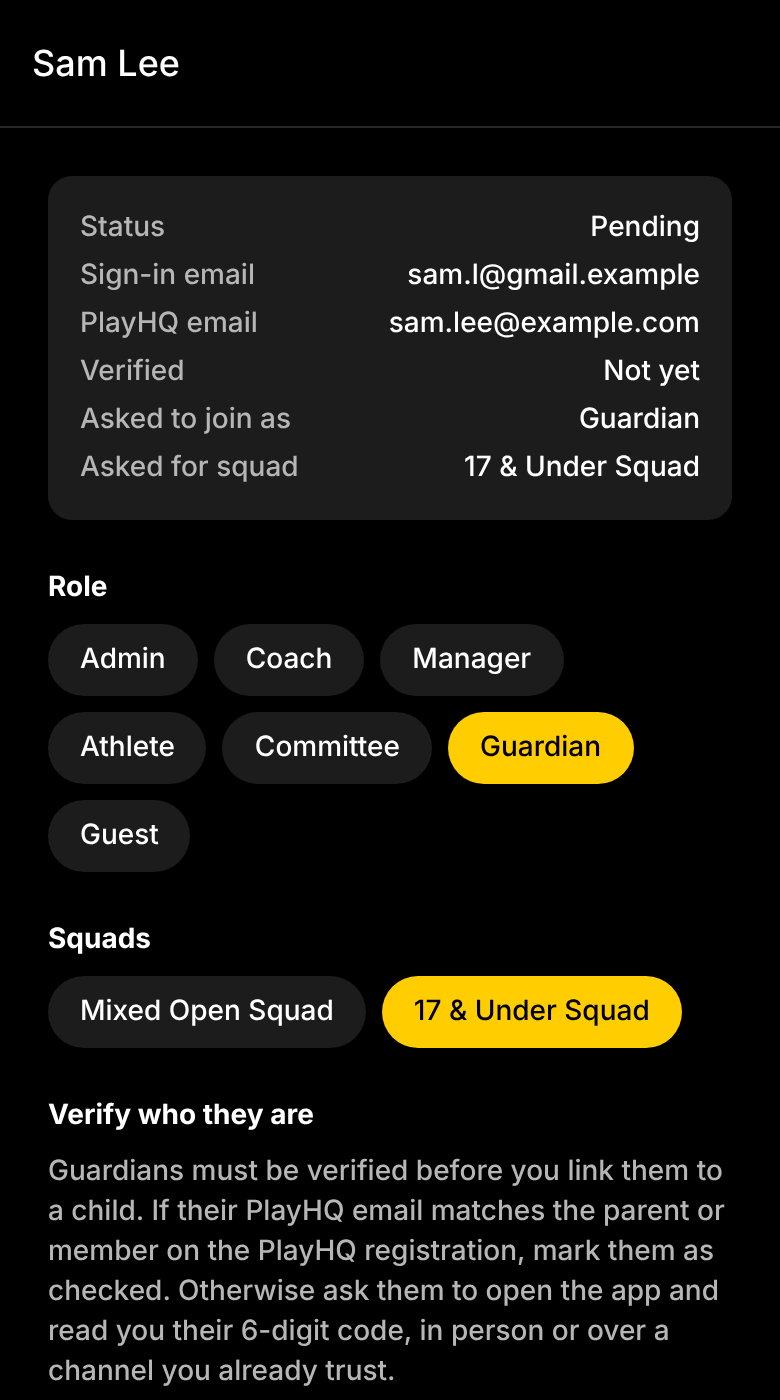 Sam Lee
Status Pending
Sign-in email sam.l@gmail.example
PlayHQ email sam.lee@example.com
Verified Not yet
Asked to join as Guardian
Asked for squad 17 & Under Squad
Role
Admin Coach Manager
Athlete Committee Guardian
Guest
Squads
Mixed Open Squad 17 & Under Squad
Verify who they are
Guardians must be verified before you link them to
a child. If their PlayHQ email matches the parent or
member on the PlayHQ registration, mark them as
checked. Otherwise ask them to open the app and
read you their 6-digit code, in person or over a
channel you already trust.